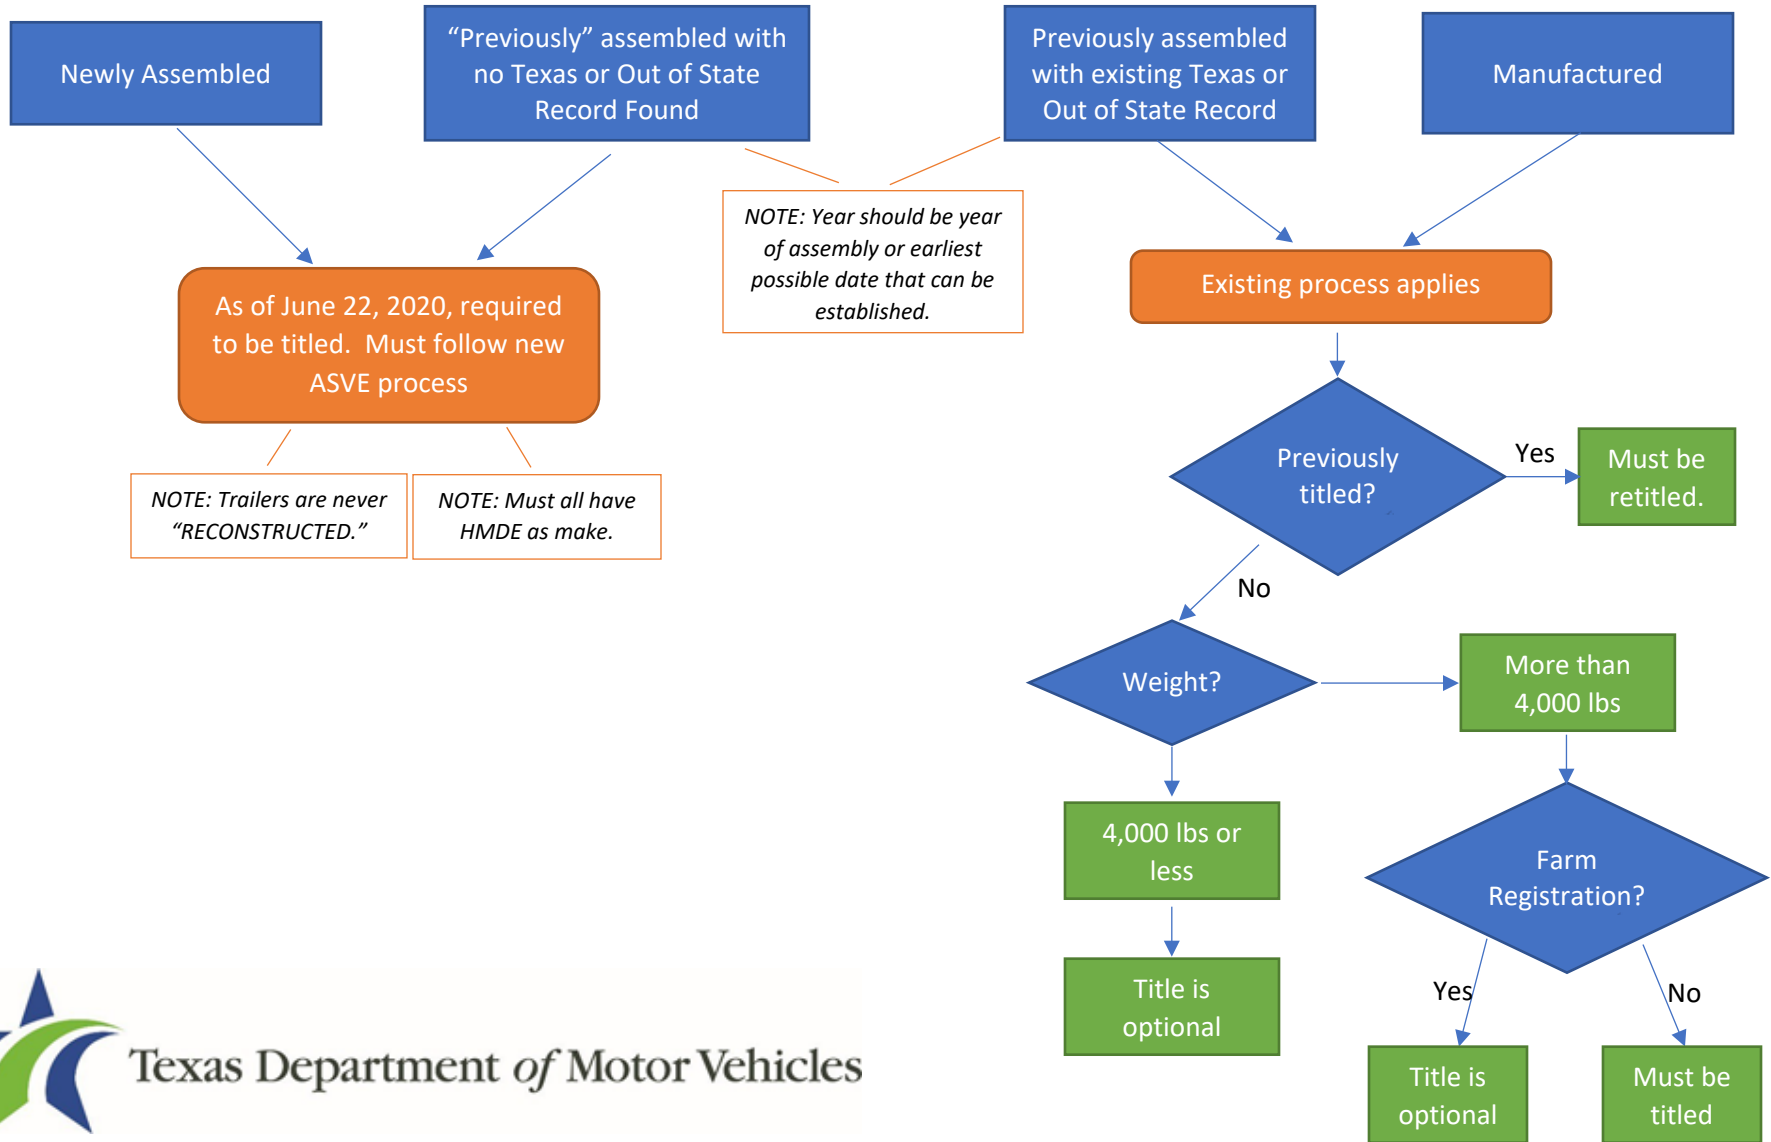 Newly Assembled
“Previously” assembled with
no Texas or Out of State
Record Found
Previously assembled
with existing Texas or
Out of State Record
Manufactured
NOTE: Year should be year
of assembly or earliest
possible date that can be
established.
As of June 22, 2020, required
to be titled.  Must follow new
ASVE process
Existing process applies
NOTE: Trailers are never
“RECONSTRUCTED.”
NOTE: Must all have
HMDE as make.
Previously
titled?
Yes
Must be
retitled.
No
Weight?
More than
4,000 lbs
4,000 lbs or
less
Title is
optional
Farm
Registration?
Yes
No
Title is
optional
Must be
titled
Texas Department of Motor Vehicles